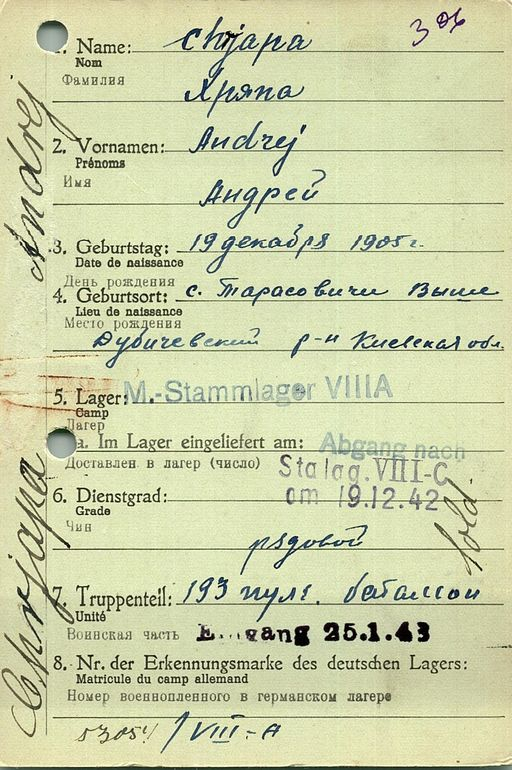 306
1. Name: Chrjapa
Nom
Фамилия
Хряпа
2. Vornamen: Andrej
Prénoms
Имя
Андрей
3. Geburtstag: 19 декабря 1905 г.
Date de naissance
День рождения
4. Geburtsort: с. Тарасовичи Выше
Lieu de naissance
Место рождения
Дубичевский р-н Киевская обл.
5. Lager: M.-Stammlager VIIIA
Camp
Лагерь
a. Im Lager eingeliefert am: Abgang nach
Доставлен в лагерь (число) Stalag. VIII-C
am 19.12.42
6. Dienstgrad:
Grade
Чин
рядовой
Sold.
7. Truppenteil: 193 пуле. батальон
Unité
Воинская часть Eingang 25.1.43
8. Nr. der Erkennungsmarke des deutschen Lagers:
Matricule du camp allemand
Номер военнопленного в германском лагере
/VIII-A
Chrjapa Andrej